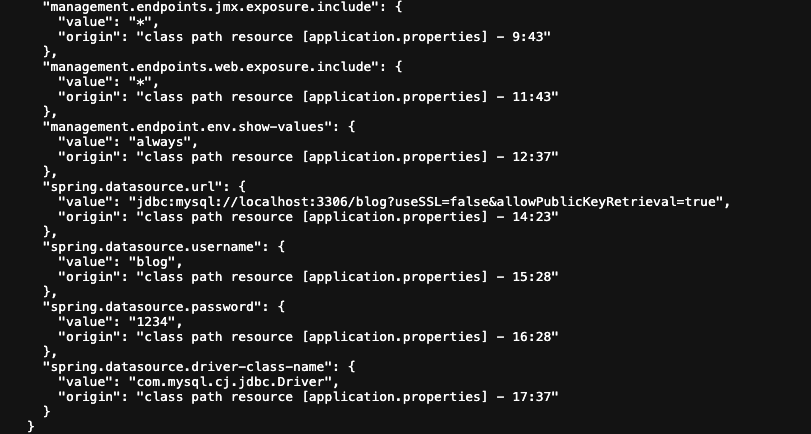 "management.endpoints.jmx.exposure.include": {
"value": "*",
"origin": "class path resource [application.properties] - 9:43"
},
"management.endpoints.web.exposure.include": {
"value": "*",
"origin": "class path resource [application.properties] - 11:43"
},
"management.endpoint.env.show-values": {
"value": "always",
"origin": "class path resource [application.properties] - 12:37"
},
"spring.datasource.url": {
"value": "jdbc:mysql://localhost:3306/blog?useSSL=false&allowPublicKeyRetrieval=true",
"origin": "class path resource [application.properties] - 14:23"
},
"spring.datasource.username": {
"value": "blog",
"origin": "class path resource [application.properties] - 15:28"
},
"spring.datasource.password": {
"value": "1234",
"origin": "class path resource [application.properties] - 16:28"
},
"spring.datasource.driver-class-name": {
"value": "com.mysql.cj.jdbc.Driver",
"origin": "class path resource [application.properties] - 17:37"
}
}